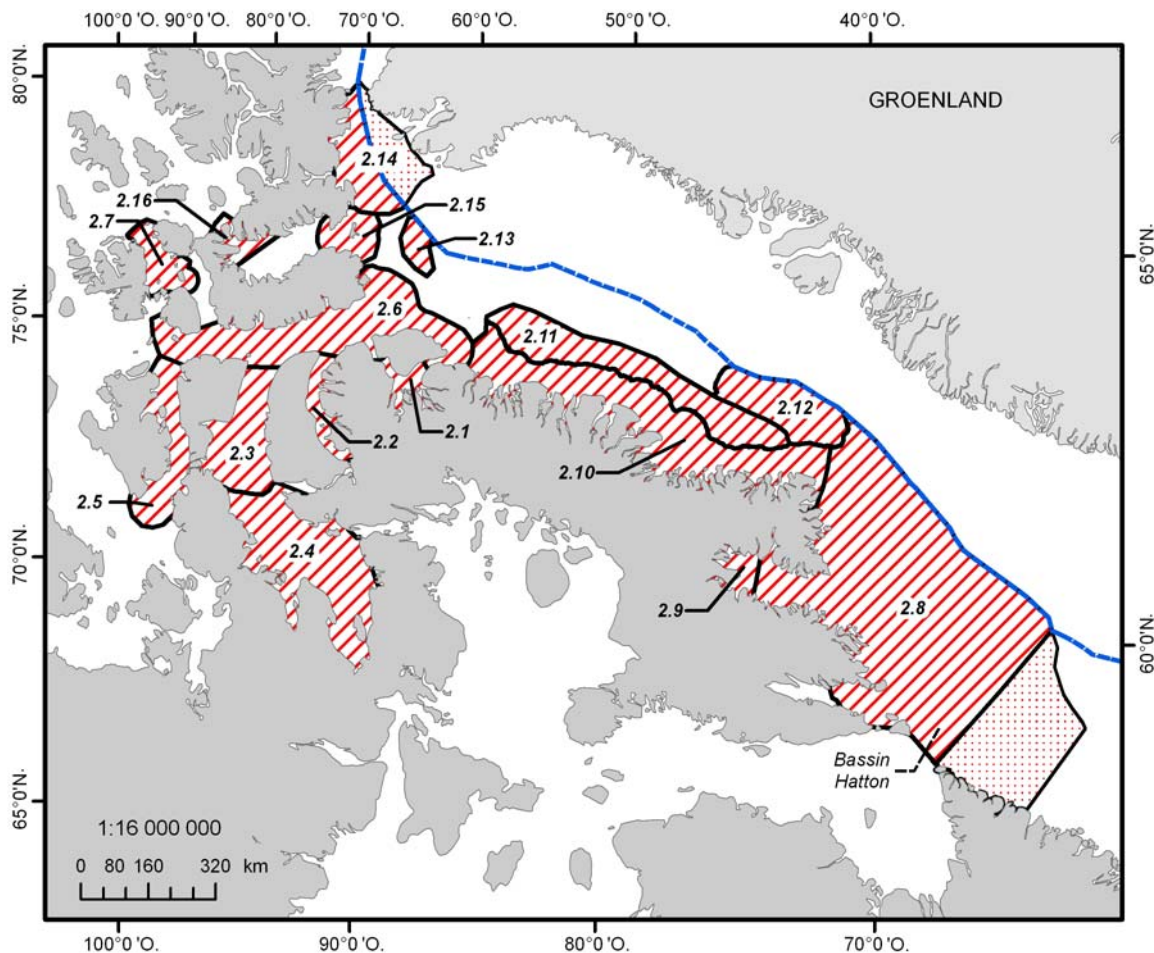 100°0'O. 90°0'O. 80°0'O. 70°0'O. 60°0'O. 50°0'O. 40°0'O.
80°0'N.
GROENLAND
2.14
2.16
2.15
2.7
2.13
65°0'N.
75°0'N.
2.6
2.11
2.12
2.1
2.2
2.10
2.3
2.5
2.4
70°0'N.
2.9
2.8
60°0'N.
Bassin
Hatton
65°0'N.
1:16 000 000
0 80 160 320 km
100°0'O. 90°0'O. 80°0'O. 70°0'O.